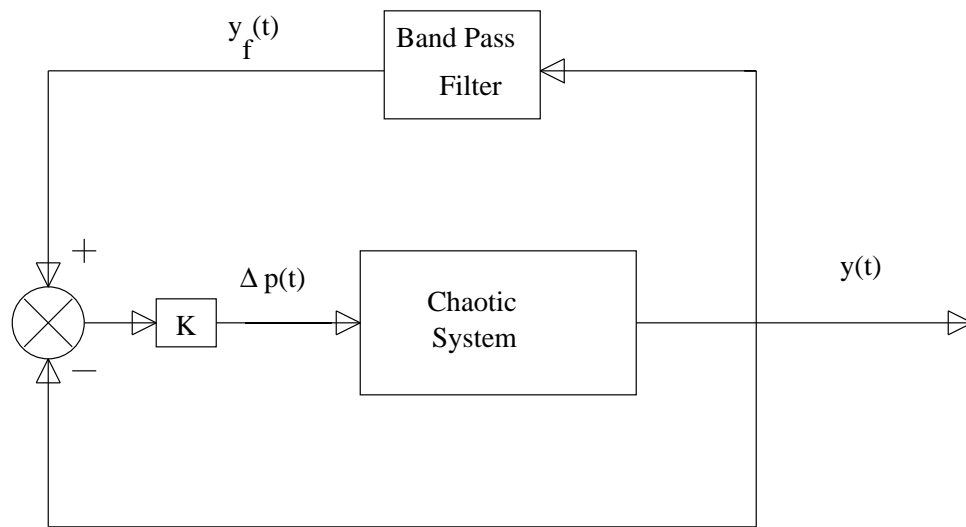 y_f(t)
Band Pass
Filter
+
Δ p(t)
y(t)
Chaotic
System
K
−